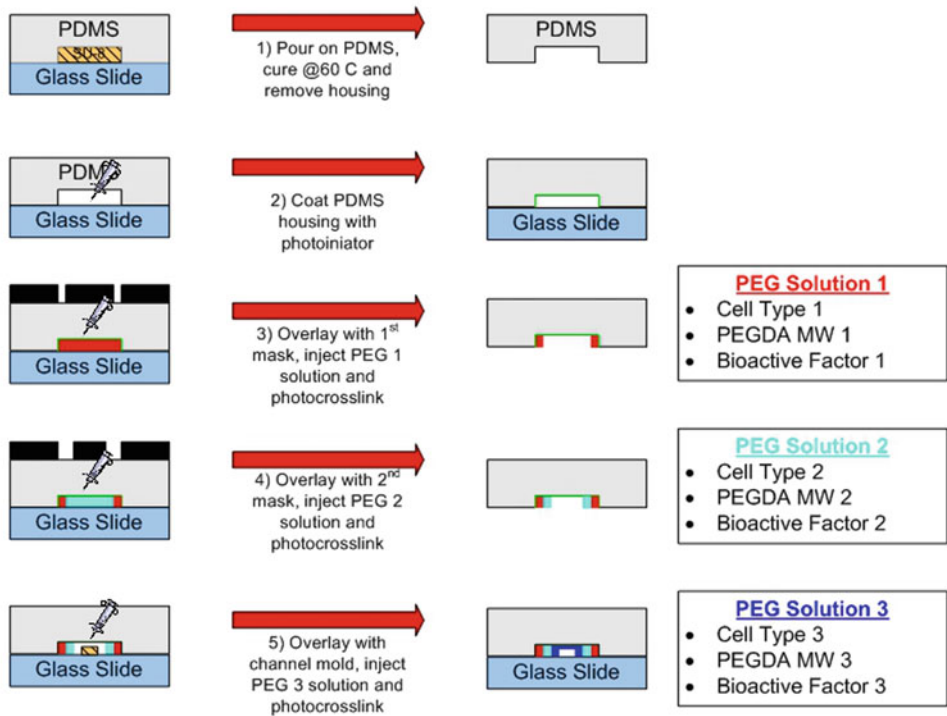 PDMS
SU-8
Glass Slide
1) Pour on PDMS,
cure @60 C and
remove housing
PDMS
PDMS
Glass Slide
2) Coat PDMS
housing with
photoiniator
Glass Slide
Glass Slide
3) Overlay with 1st
mask, inject PEG 1
solution and
photocrosslink
PEG Solution 1
• Cell Type 1
• PEGDA MW 1
• Bioactive Factor 1
Glass Slide
4) Overlay with 2nd
mask, inject PEG 2
solution and
photocrosslink
PEG Solution 2
• Cell Type 2
• PEGDA MW 2
• Bioactive Factor 2
Glass Slide
5) Overlay with
channel mold, inject
PEG 3 solution and
photocrosslink
Glass Slide
PEG Solution 3
• Cell Type 3
• PEGDA MW 3
• Bioactive Factor 3